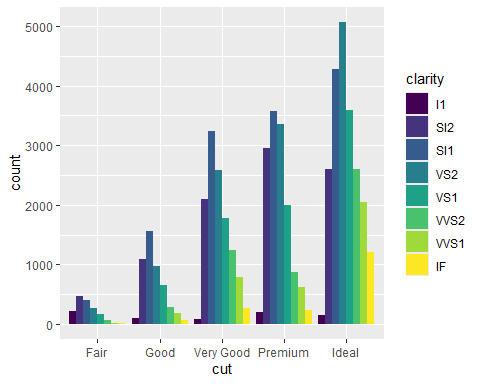 5000
4000
3000
2000
1000
0
count
Fair Good Very Good Premium Ideal
cut
clarity
I1
SI2
SI1
VS2
VS1
VVS2
VVS1
IF